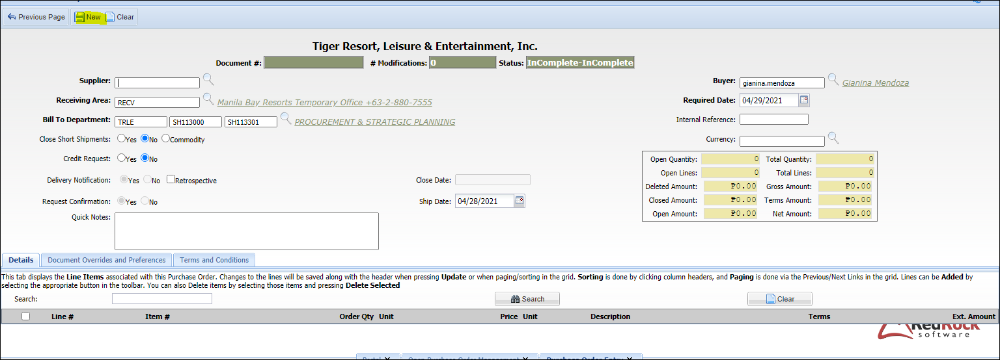 Previous Page New Clear
Tiger Resort, Leisure & Entertainment, Inc.
Document #: # Modifications: 0 Status: InComplete-InComplete
Supplier: Buyer: gianina.mendoza Gianina Mendoza
Receiving Area: RECV Manila Bay Resorts Temporary Office +63-2-880-7555 Required Date: 04/29/2021
Bill To Department: TRLE SH113000 SH113301 PROCUREMENT & STRATEGIC PLANNING Internal Reference:
Close Short Shipments: Yes No Commodity Currency:
Credit Request: Yes No Open Quantity: 0 Total Quantity: 0
Open Lines: 0 Total Lines: 0
Delivery Notification: Yes No Retrospective Close Date: Deleted Amount: ₱0.00 Gross Amount: ₱0.00
Request Confirmation: Yes No Ship Date: 04/28/2021 Closed Amount: ₱0.00 Terms Amount: ₱0.00
Quick Notes: Open Amount: ₱0.00 Net Amount: ₱0.00
Details Document Overrides and Preferences Terms and Conditions
This tab displays the Line Items associated with this Purchase Order. Changes to the lines will be saved along with the header when pressing Update or when paging/sorting in the grid. Sorting is done by clicking column headers, and Paging is done via the Previous/Next Links in the grid. Lines can be Added by
selecting the appropriate button in the toolbar. You can also Delete items by selecting those items and pressing Delete Selected
Search: Search Clear
Line # Item # Order Qty Unit Price Unit Description Terms Ext. Amount
RedRock
software
Portal Open Purchase Order Management Purchase Order Entry